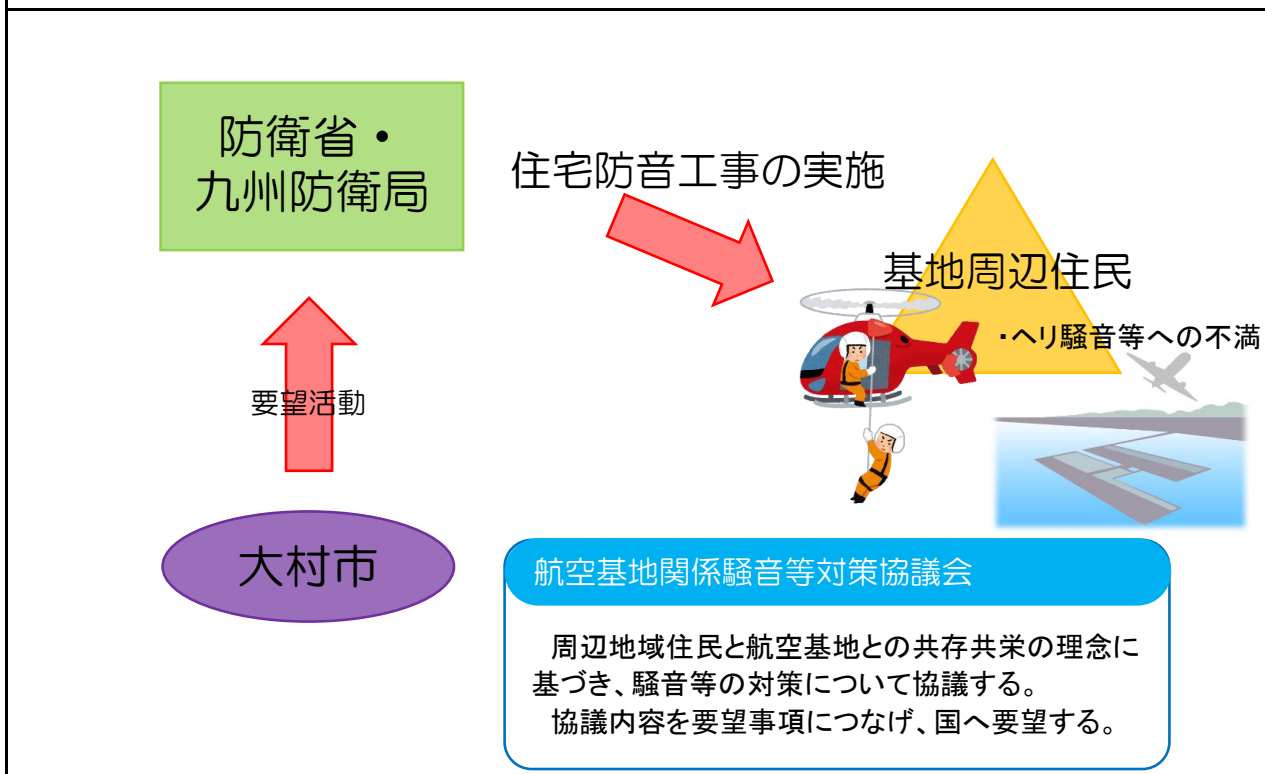 防衛省・
九州防衛局
住宅防音工事の実施
基地周辺住民
・ヘリ騒音等への不満
要望活動
大村市
航空基地関係騒音等対策協議会
周辺地域住民と航空基地との共存共栄の理念に
基づき、騒音等の対策について協議する。
協議内容を要望事項につなげ、国へ要望する。